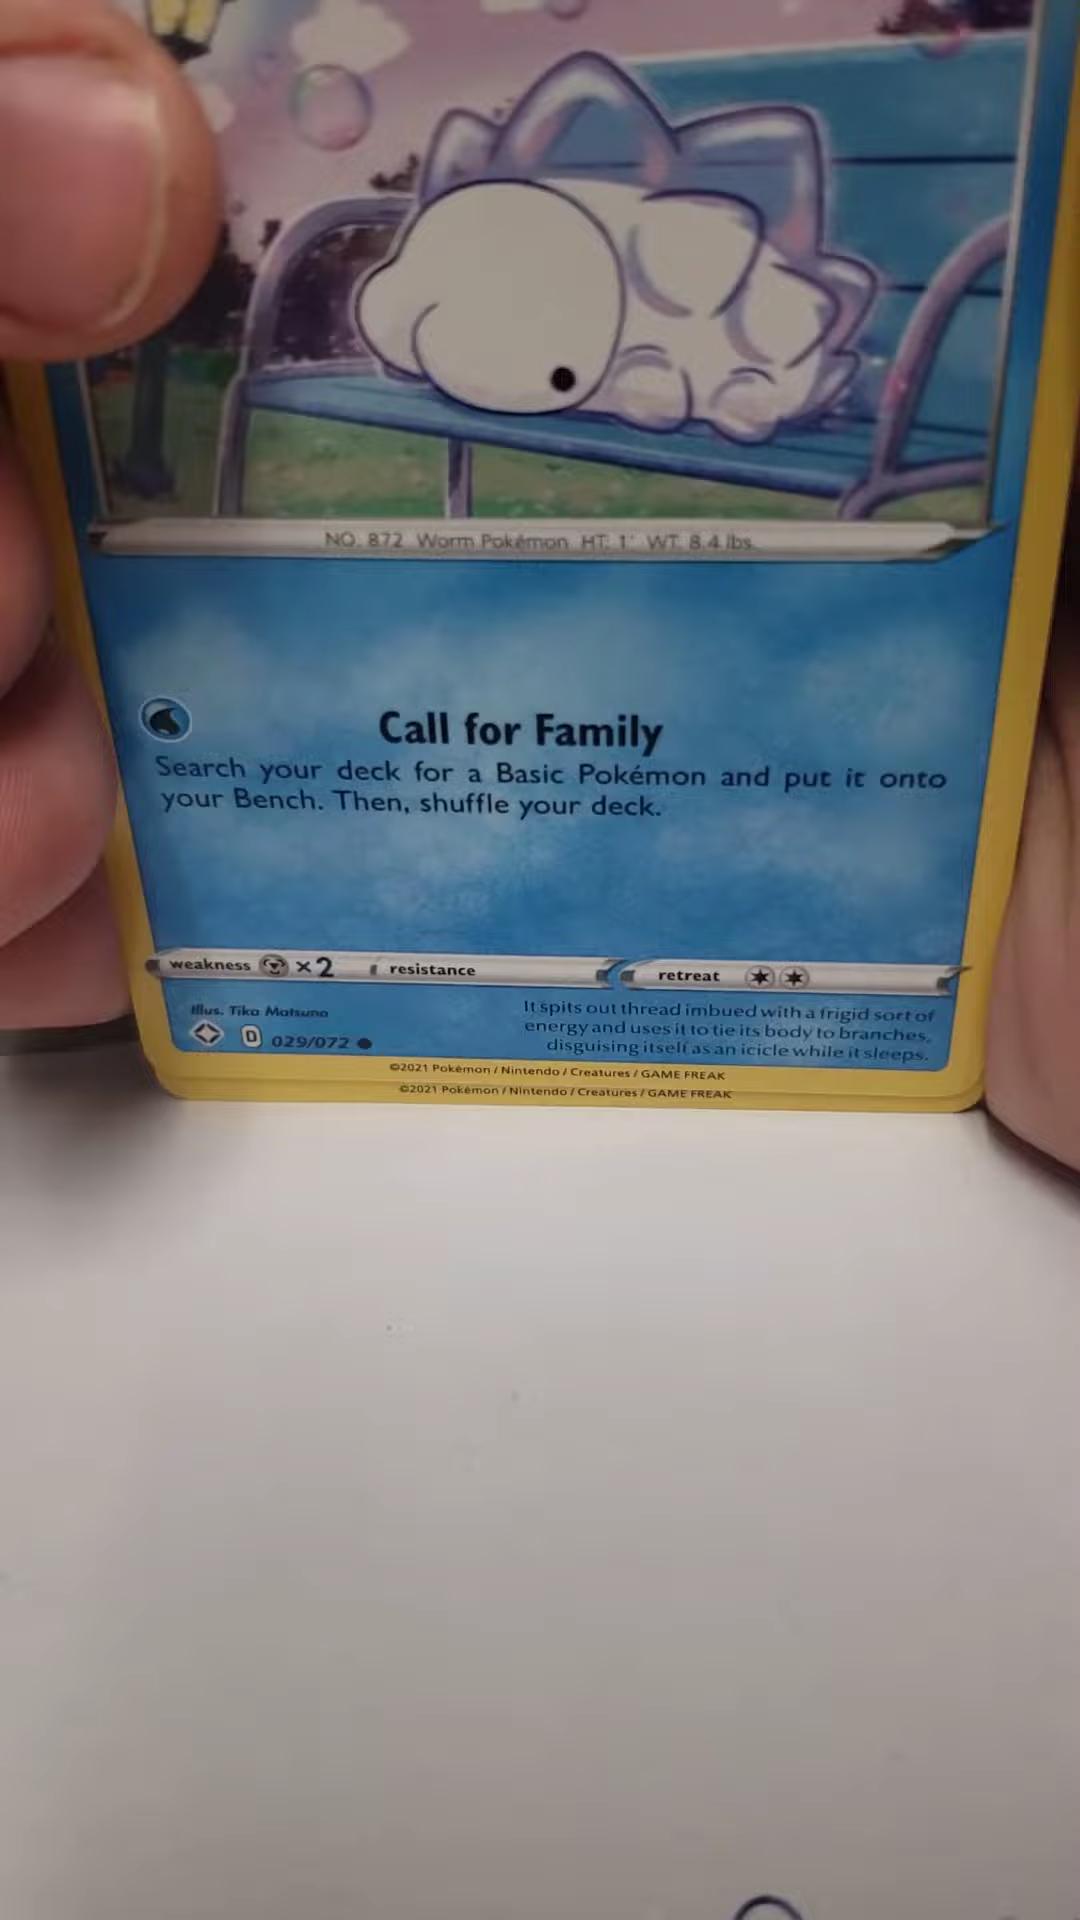 NO. 872 Worm Pokémon HT: 1' WT: 8.4 lbs.
Call for Family
Search your deck for a Basic Pokémon and put it onto
your Bench. Then, shuffle your deck.
weakness ×2 resistance retreat
Illus. Tika Matsuno
D 029/072
It spits out thread imbued with a frigid sort of
energy and uses it to tie its body to branches,
disguising itself as an icicle while it sleeps.
©2021 Pokémon / Nintendo / Creatures / GAME FREAK
©2021 Pokémon / Nintendo / Creatures / GAME FREAK